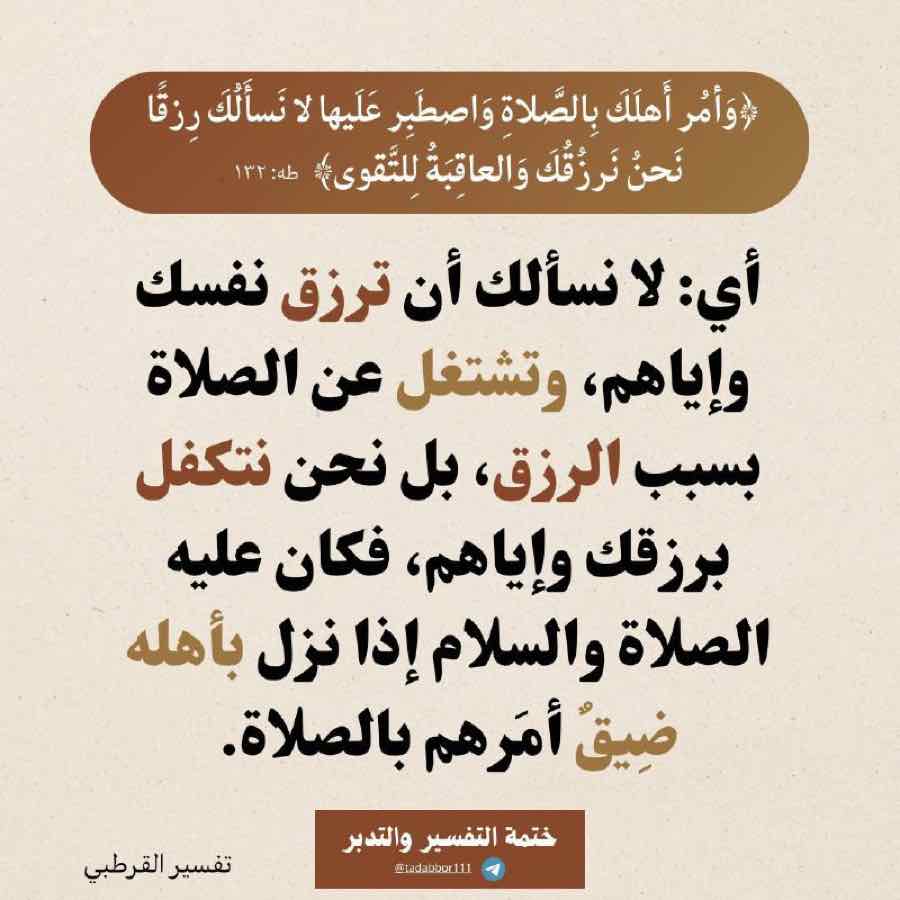 ﴿وَأمُر أَهلَكَ بِالصَّلاةِ وَاصطَبِر عَلَيها لا نَسأَلُكَ رِزقًا
نَحنُ نَرزُقُكَ وَالعاقِبَةُ لِلتَّقوى﴾ طه: ١٣٢
أي: لا نسألك أن ترزق نفسك
وإياهم، وتشتغل عن الصلاة
بسبب الرزق، بل نحن نتكفل
برزقك وإياهم، فكان عليه
الصلاة والسلام إذا نزل بأهله
ضِيقٌ أمَرهم بالصلاة.
ختمة التفسير والتدبر
@tadabbor111
تفسير القرطبي